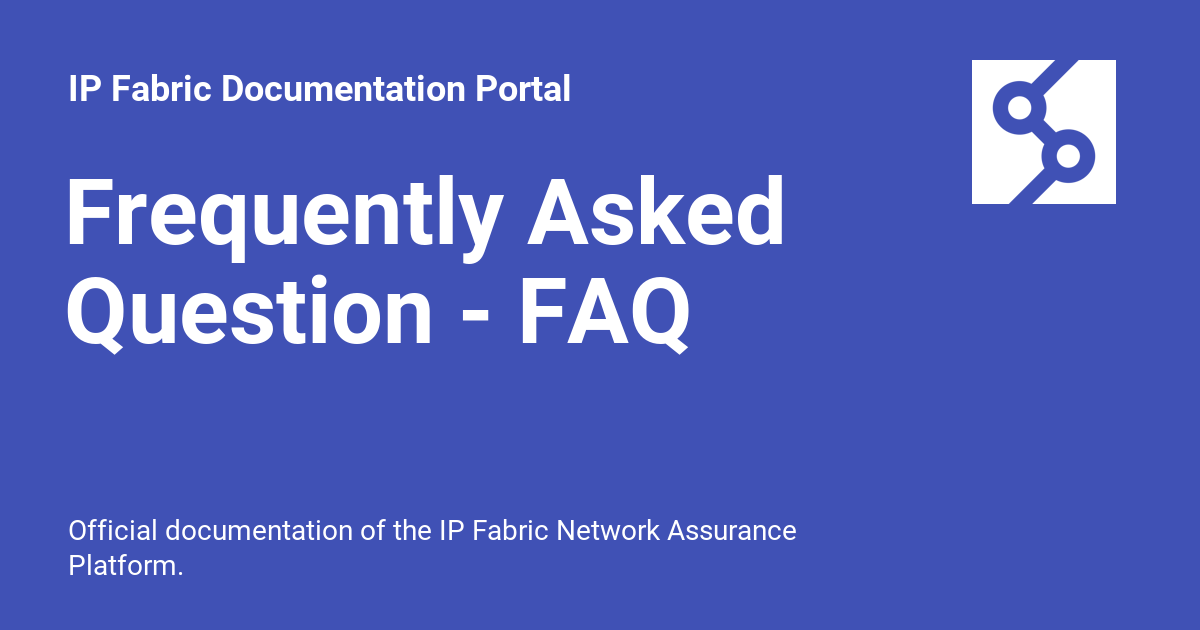 IP Fabric Documentation Portal
Frequently Asked
Question - FAQ
Official documentation of the IP Fabric Network Assurance
Platform.